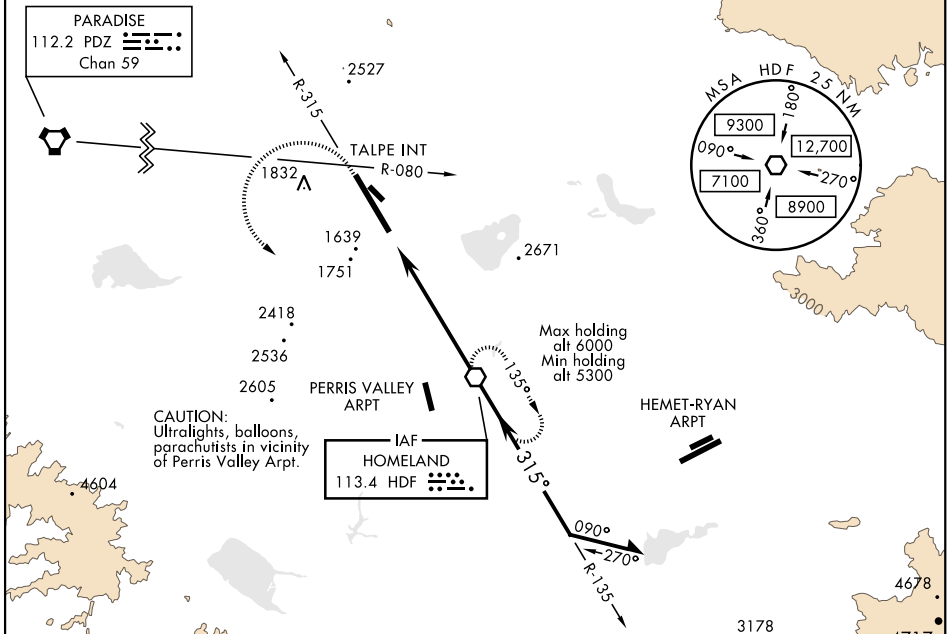 PARADISE
112.2 PDZ
Chan 59
2527
R-315
TALPE INT
R-080
1832
1639
1751
2671
2418
2536
2605
MSA HDF 25 NM
180°
9300
12,700
090°
270°
7100
8900
360°
3000
Max holding
alt 6000
Min holding
alt 5300
135°
PERRIS VALLEY
ARPT
HEMET-RYAN
ARPT
CAUTION:
Ultralights, balloons,
parachutists in vicinity
of Perris Valley Arpt.
IAF
HOMELAND
113.4 HDF
315°
4604
090°
270°
R-135
4678
3178